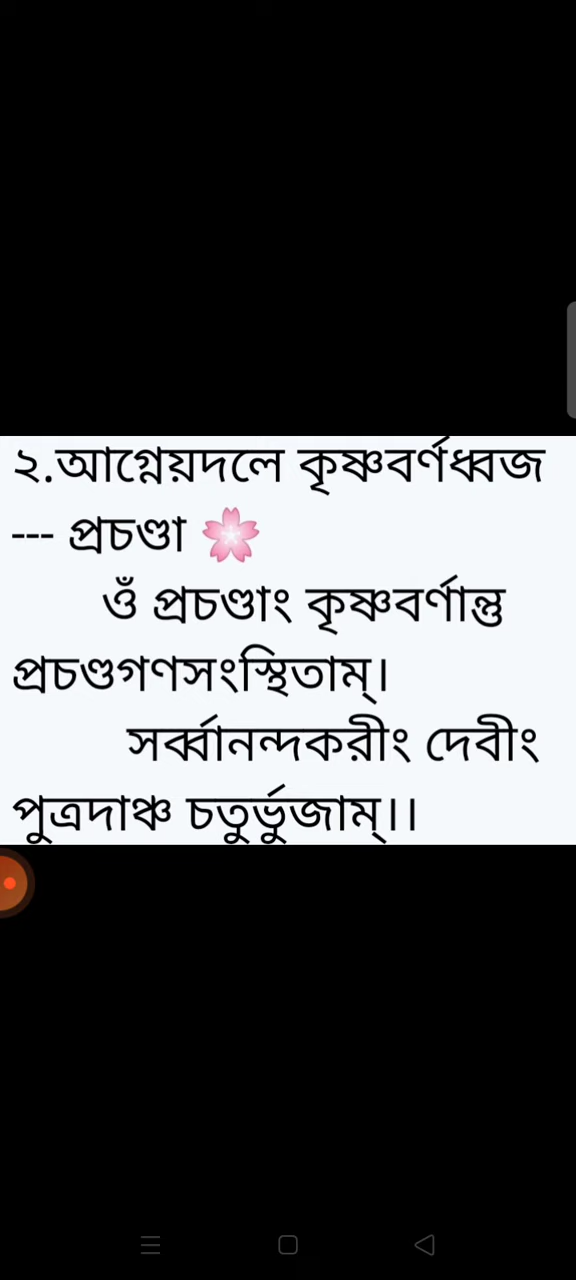 ২.আগ্নেয়দলে কৃষ্ণবর্ণধ্বজ
--- প্রচণ্ডা 🌸
ওঁ প্রচণ্ডাং কৃষ্ণবর্ণান্তু
প্রচণ্ডগণসংস্থিতাম্।
সর্ব্বানন্দকরীং দেবীং
পুত্রদাঞ্চ চতুর্ভুজাম্।।